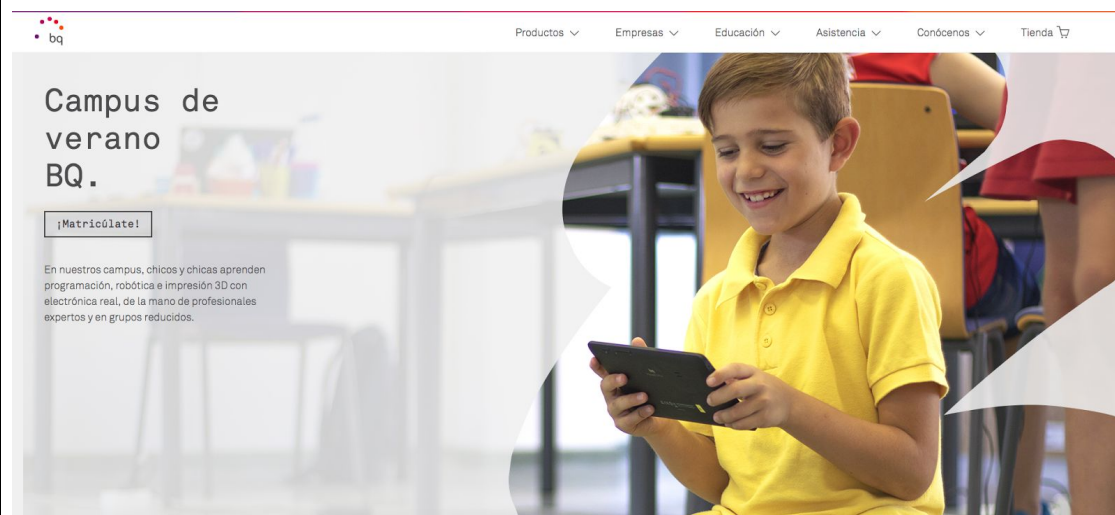 bq
Productos Empresas Educación Asistencia Conócenos Tienda
Campus de
verano
BQ.
¡Matricúlate!
En nuestros campus, chicos y chicas aprenden
programación, robótica e impresión 3D con
electrónica real, de la mano de profesionales
expertos y en grupos reducidos.